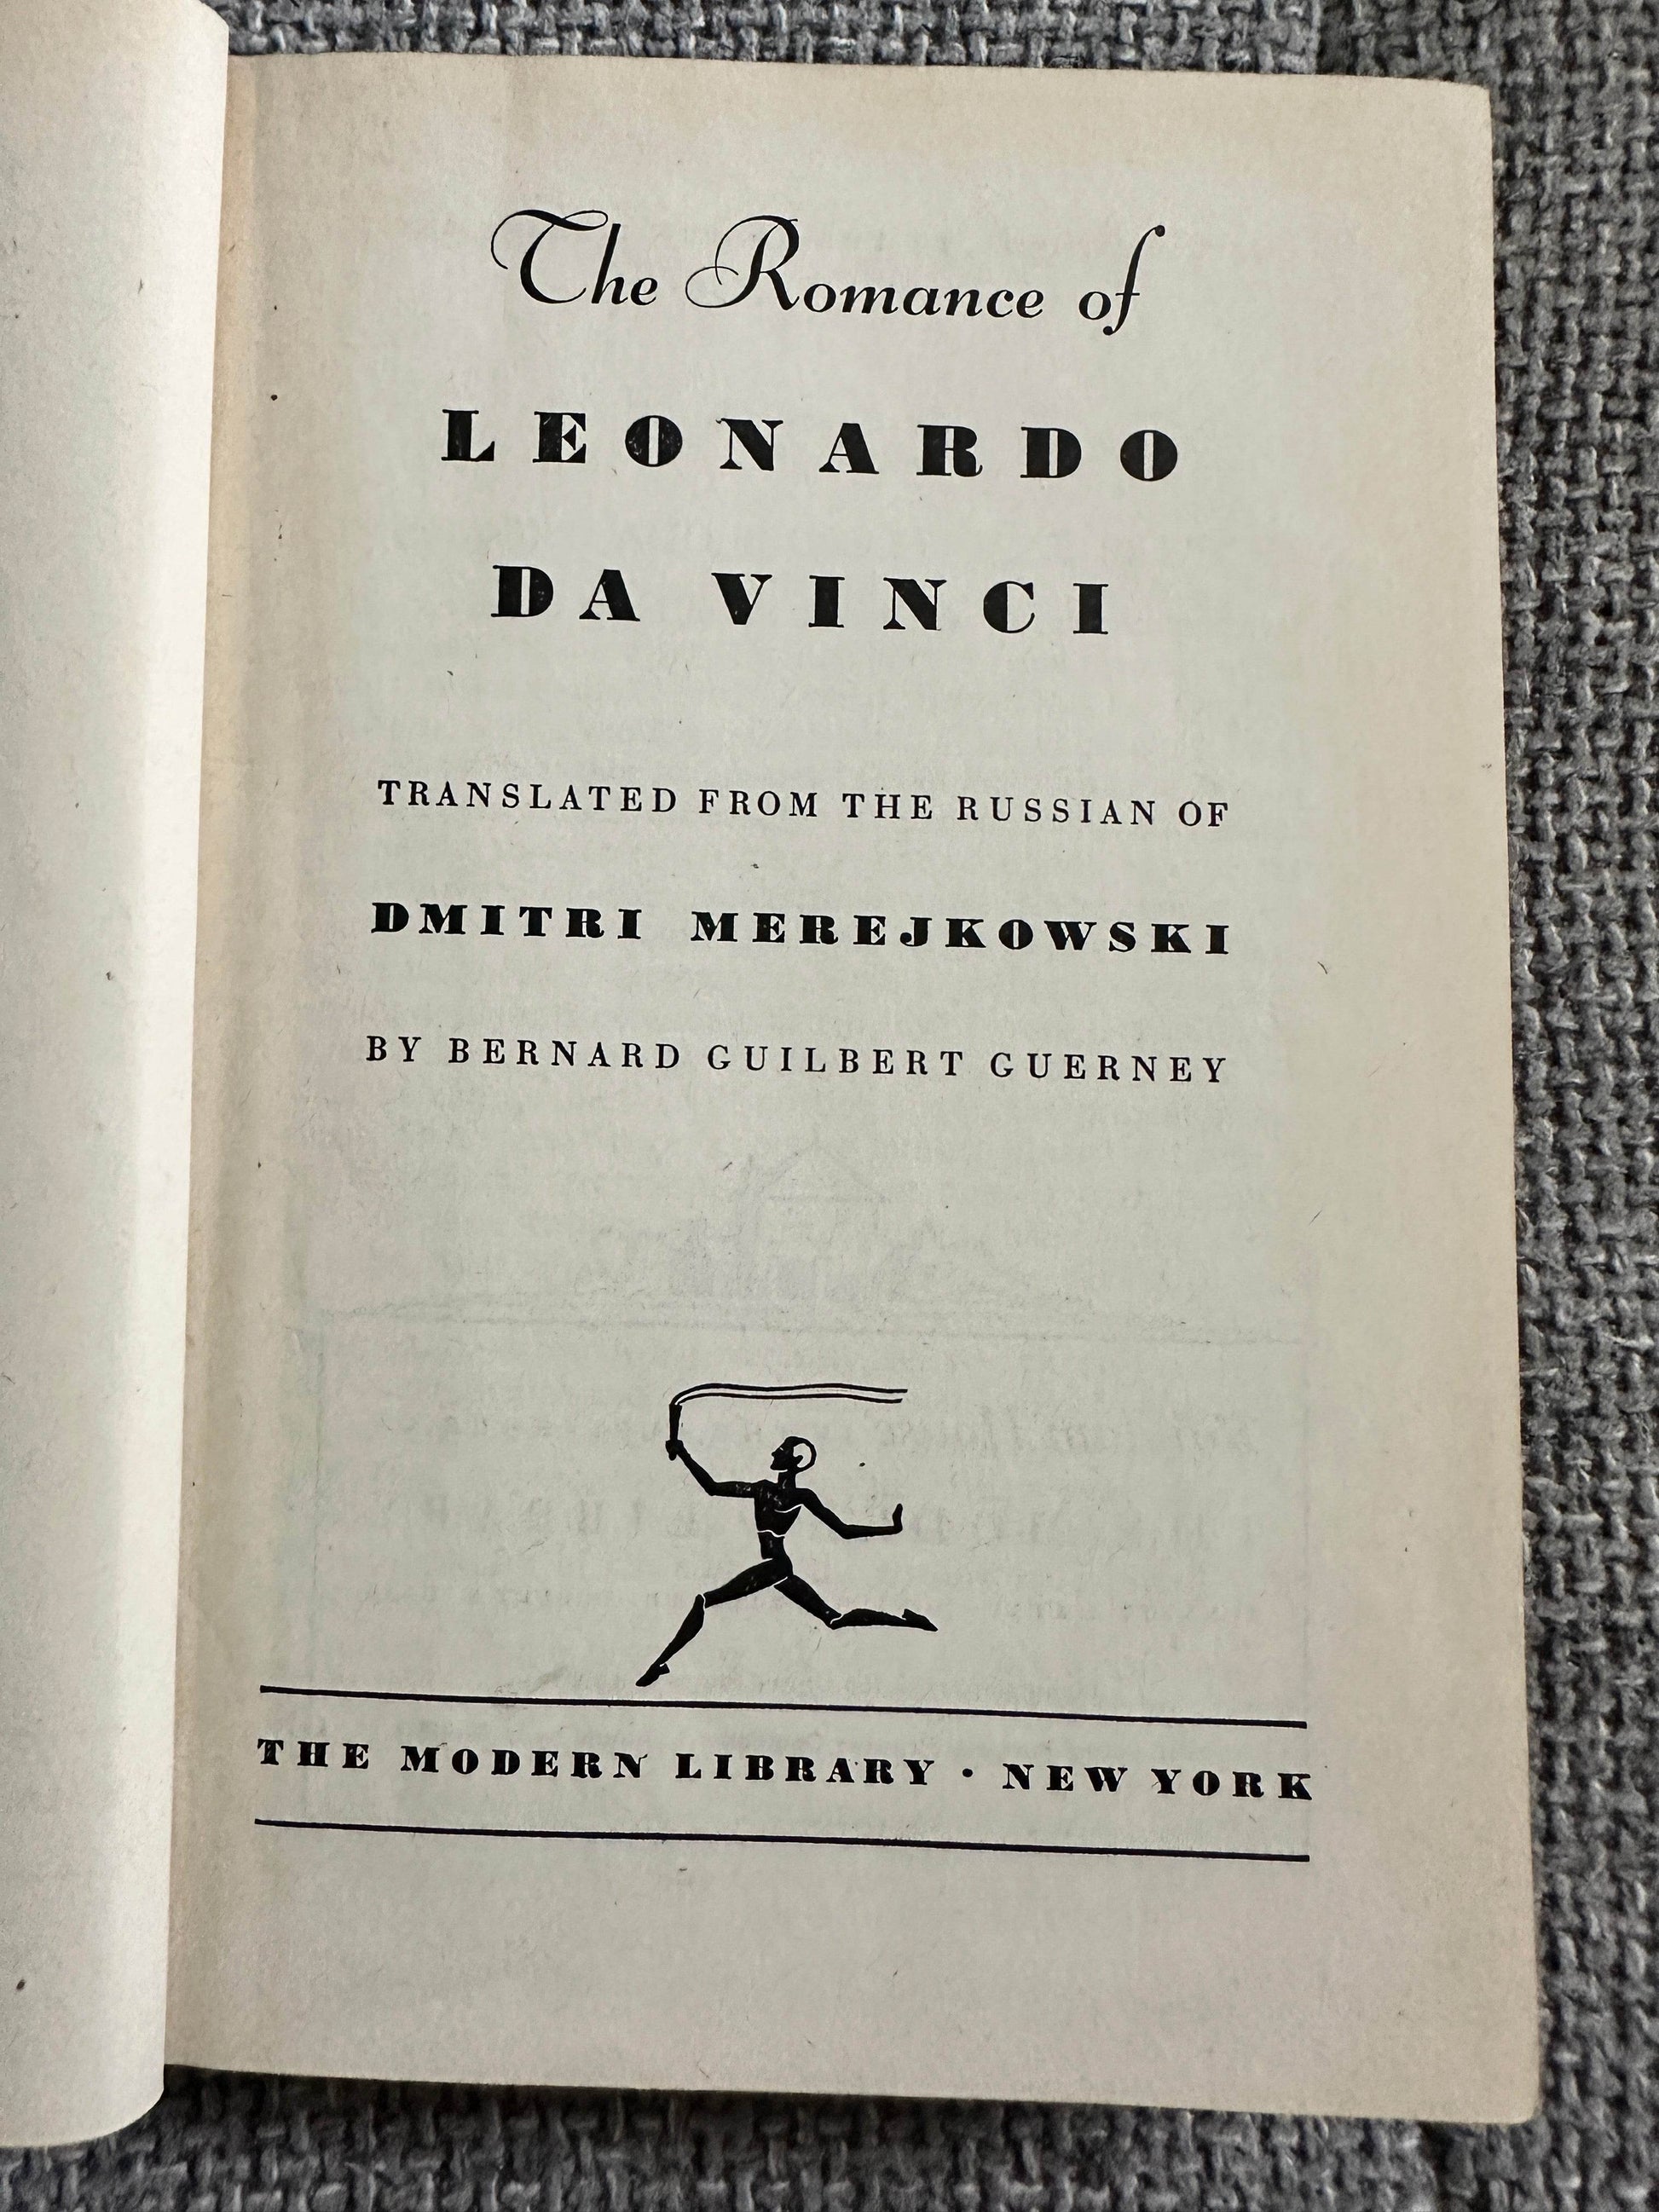 The Romance of
LEONARDO
DA VINCI
TRANSLATED FROM THE RUSSIAN OF
DMITRI MEREJKOWSKI
BY BERNARD GUILBERT GUERNEY
THE MODERN LIBRARY · NEW YORK